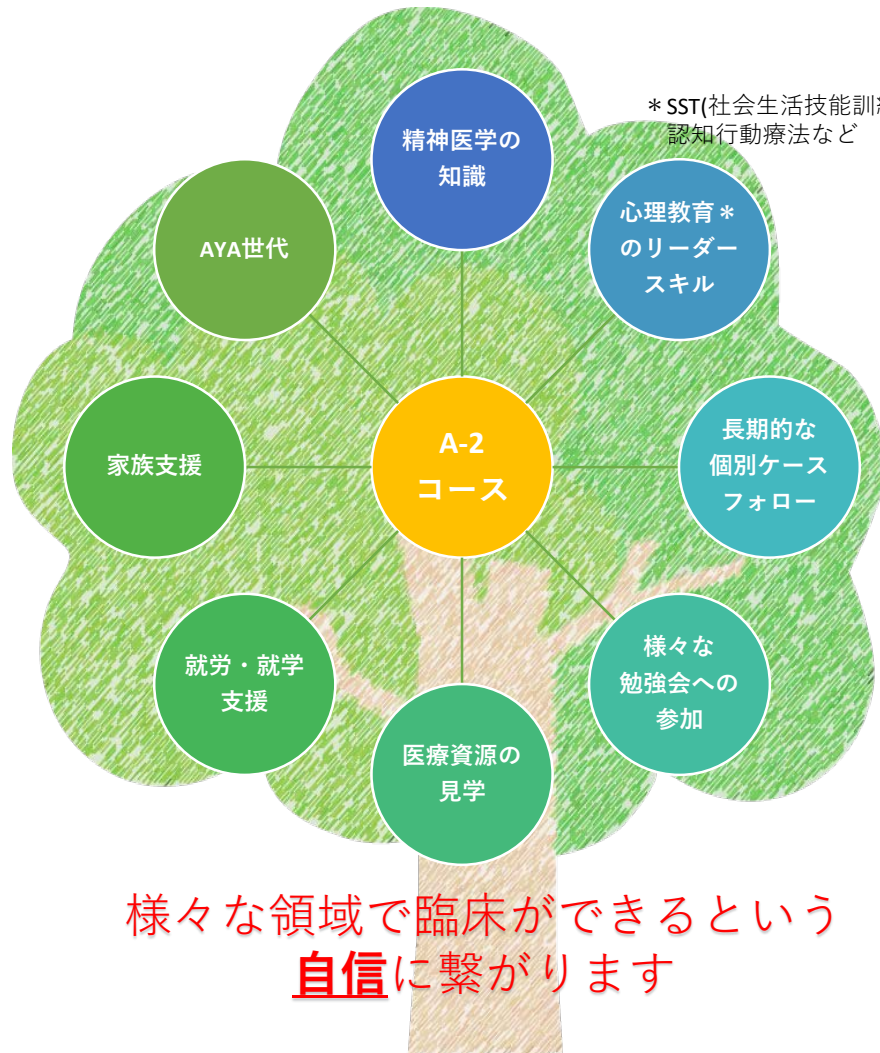 精神医学の
知識
＊SST(社会生活技能訓
認知行動療法など
心理教育＊
のリーダー
スキル
AYA世代
A-2
コース
長期的な
個別ケース
フォロー
家族支援
様々な
勉強会への
参加
就労・就学
支援
医療資源の
見学
様々な領域で臨床ができるという
自信に繋がります